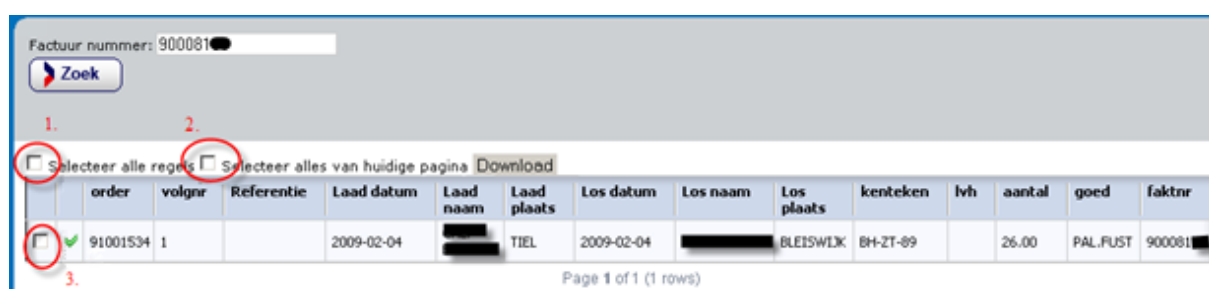 Factuur nummer: 900081
Zoek
1. 2.
Selecteer alle regels Selecteer alles van huidige pagina Download
order volgnr Referentie Laad datum Laad naam Laad plaats Los datum Los naam Los plaats kenteken lvh aantal goed faktnr
91001534 1 2009-02-04 TIEL 2009-02-04 BLEISWIJK BH-ZT-89 26.00 PAL.FUST 900081
3. Page 1 of 1 (1 rows)